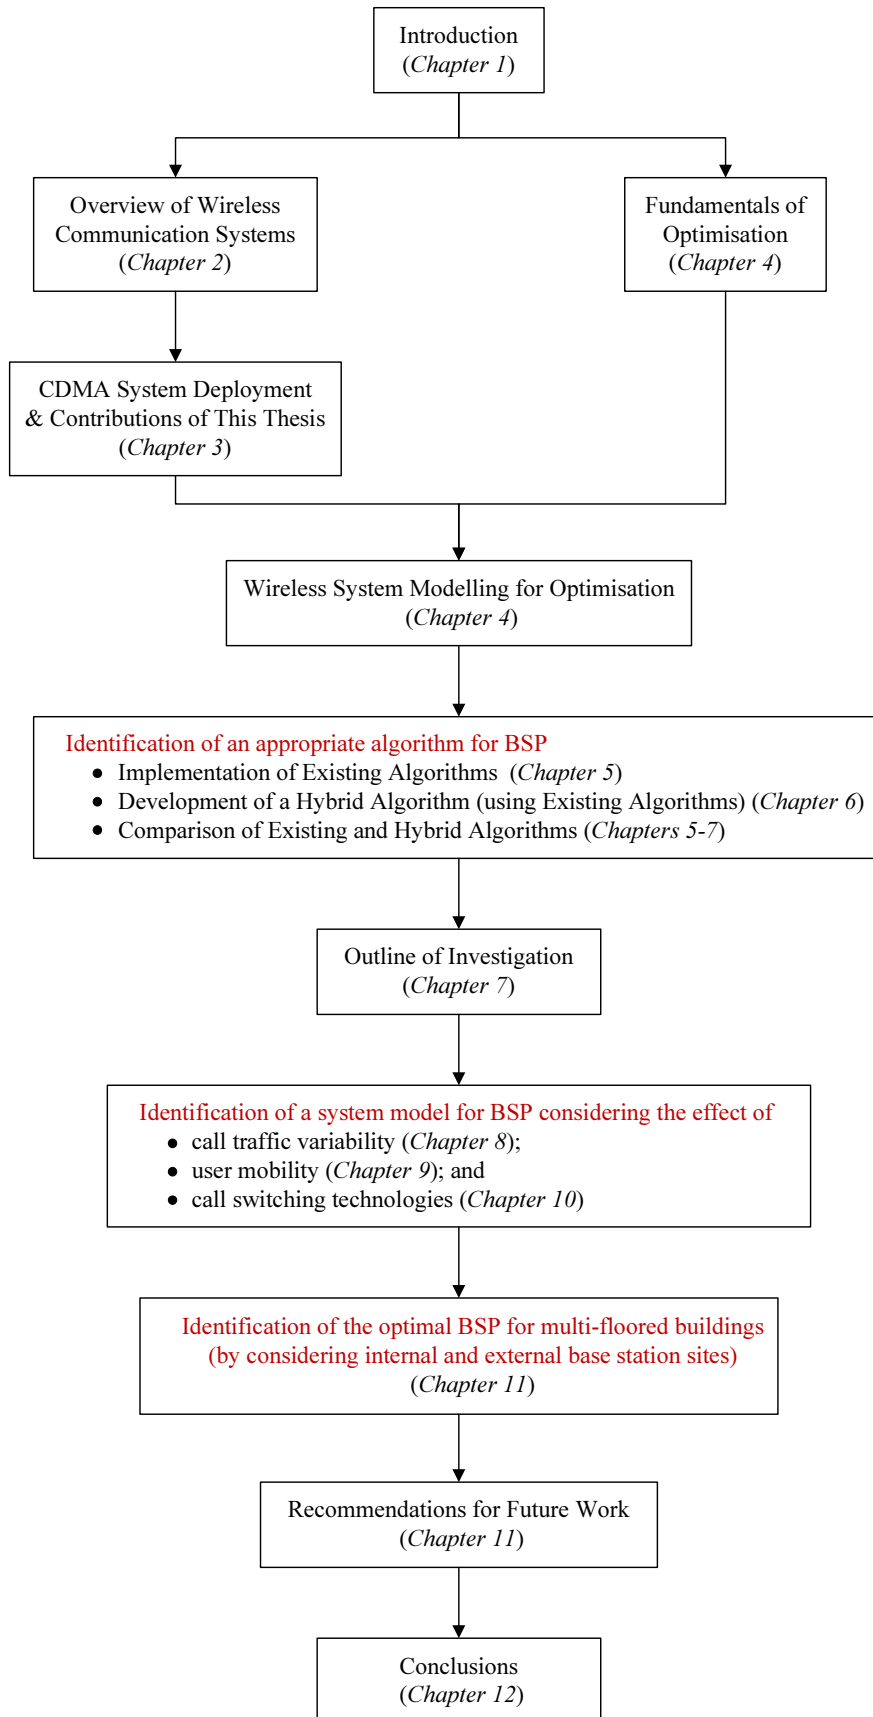 Introduction
(Chapter 1)
Overview of Wireless
Communication Systems
(Chapter 2)
Fundamentals of
Optimisation
(Chapter 4)
CDMA System Deployment
& Contributions of This Thesis
(Chapter 3)
Wireless System Modelling for Optimisation
(Chapter 4)
Identification of an appropriate algorithm for BSP
• Implementation of Existing Algorithms (Chapter 5)
• Development of a Hybrid Algorithm (using Existing Algorithms) (Chapter 6)
• Comparison of Existing and Hybrid Algorithms (Chapters 5-7)
Outline of Investigation
(Chapter 7)
Identification of a system model for BSP considering the effect of
• call traffic variability (Chapter 8);
• user mobility (Chapter 9); and
• call switching technologies (Chapter 10)
Identification of the optimal BSP for multi-floored buildings
(by considering internal and external base station sites)
(Chapter 11)
Recommendations for Future Work
(Chapter 11)
Conclusions
(Chapter 12)